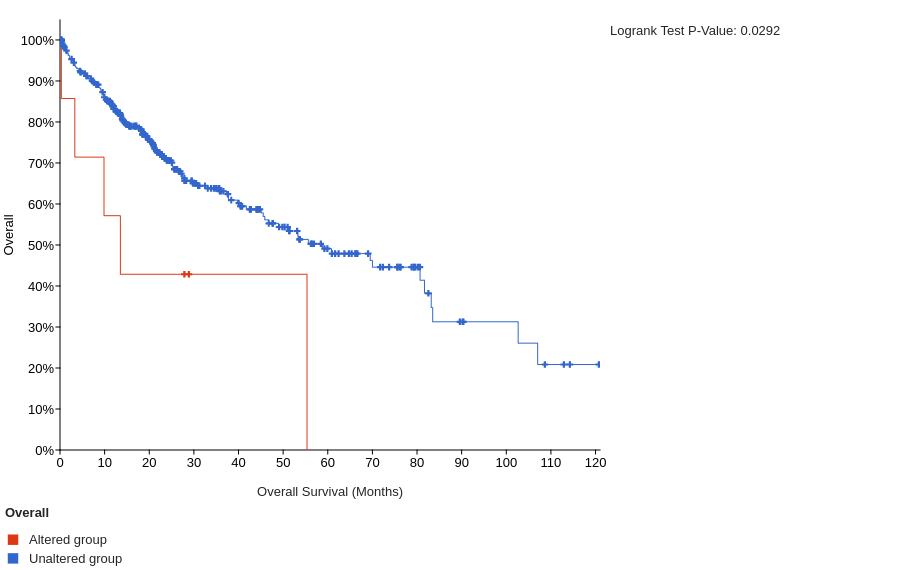 Logrank Test P-Value: 0.0292
100%
90%
80%
70%
60%
50%
40%
30%
20%
10%
0%
Overall
0 10 20 30 40 50 60 70 80 90 100 110 120
Overall Survival (Months)
Overall
Altered group
Unaltered group